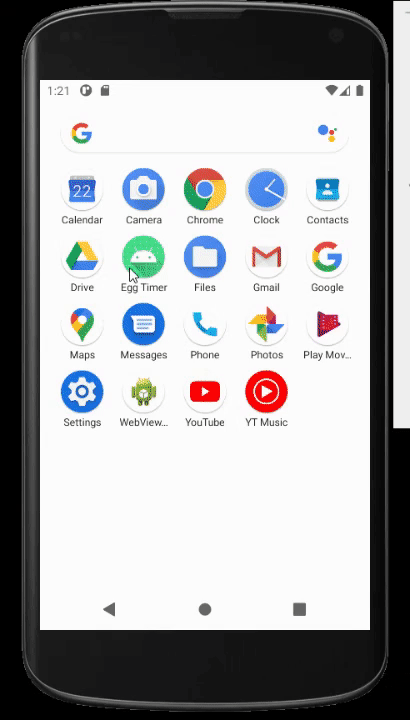 1:21
22
Calendar Camera Chrome Clock Contacts
Drive Egg Timer Files Gmail Google
Maps Messages Phone Photos Play Mov...
Settings WebView... YouTube YT Music